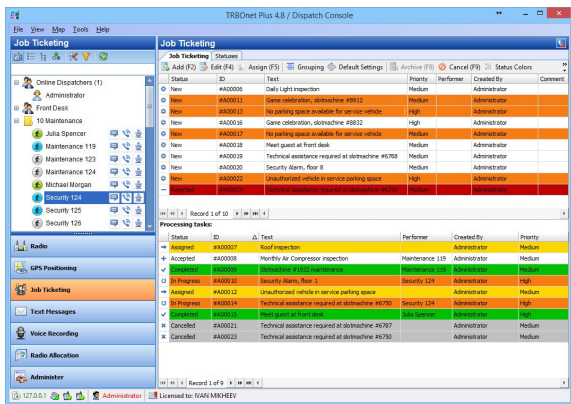 TRBOnet Plus 4.8 / Dispatch Console
File View Map Tools Help
Job Ticketing
Online Dispatchers (1)
Administrator
Front Desk
10 Maintenance
Julia Spencer
Maintenance 119
Maintenance 123
Maintenance 124
Michael Morgan
Security 124
Security 125
Security 126
Radio
GPS Positioning
Job Ticketing
Text Messages
Voice Recording
Radio Allocation
Administer
Job Ticketing
Job Ticketing Statuses
Add (F2) Edit (F4) Assign (F5) Grouping Default Settings Archive (F8) Cancel (F9) Status Colors
Status ID Text Priority Performer Created By Comment
New #A00006 Daily Light inspection Medium Administrator
New #A00011 Game celebration, slotmachine #8912 Medium Administrator
New #A00013 No parking space available for service vehicle High Administrator
New #A00016 Game celebration, slotmachine #8832 High Administrator
New #A00017 No parking space available for service vehicle Medium Administrator
New #A00018 Meet guest at front desk Medium Administrator
New #A00019 Technical assistance required at slotmachine #6768 Medium Administrator
New #A00020 Security Alarm, floor 8 Medium Administrator
New #A00022 Unauthorized vehicle in service parking space High Administrator
Rejected Technical assistance required at slotmachine Medium Administrator
Record 1 of 10
Processing tasks:
Status ID Text Performer Created By Priority
Assigned #A00007 Roof inspection Administrator Medium
Accepted #A00008 Monthly Air Compressor inspection Maintenance 119 Administrator Medium
Completed #A00009 Slotmachine #1932 maintenance Maintenance 119 Administrator Medium
In Progress #A00010 Security Alarm, floor 1 Security 124 Administrator High
Assigned #A00012 Unauthorized vehicle in service parking space Administrator Medium
In Progress #A00014 Technical assistance required at slotmachine #6750 Security 124 Administrator High
Completed #A00015 Meet guest at front desk Julia Spencer Administrator Medium
Cancelled #A00021 Technical assistance required at slotmachine #6787 Administrator Medium
Cancelled #A00023 Technical assistance required at slotmachine #6750 Administrator Medium
Record 1 of 9
127.0.0.1 Administrator Licensed to: IVAN MIKHEEV